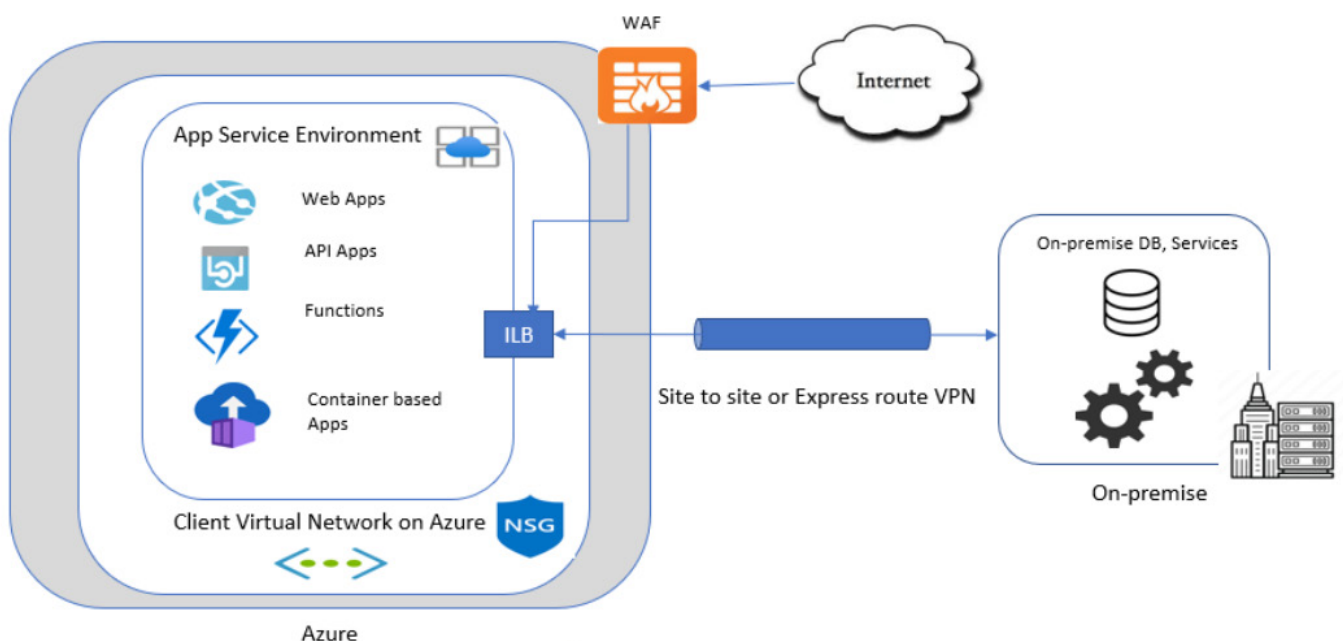 WAF
Internet
App Service Environment
Web Apps
API Apps
Functions
Container based
Apps
ILB
Client Virtual Network on Azure
NSG
Azure
Site to site or Express route VPN
On-premise DB, Services
On-premise